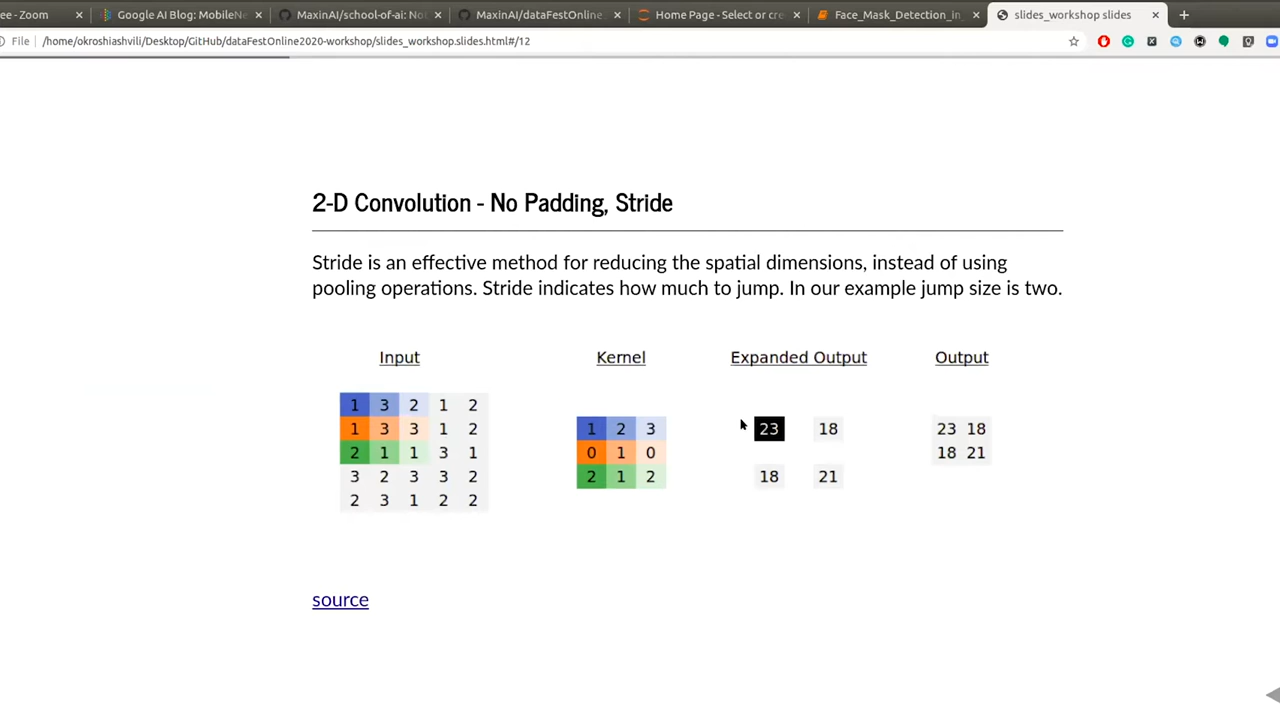 ee - Zoom
Google AI Blog: MobileNe
MaxinAI/school-of-ai: No
MaxinAI/dataFestOnline
Home Page - Select or cre
Face_Mask_Detection_in_
slides_workshop slides
File
/home/okroshiashvili/Desktop/GitHub/dataFestOnline2020-workshop/slides_workshop.slides.html#/12
2-D Convolution - No Padding, Stride
Stride is an effective method for reducing the spatial dimensions, instead of using
pooling operations. Stride indicates how much to jump. In our example jump size is two.
Input Kernel Expanded Output Output
1 3 2 1 2
1 3 3 1 2
2 1 1 3 1
3 2 3 3 2
2 3 1 2 2
1 2 3
0 1 0
2 1 2
23 18
18 21
23 18
18 21
source